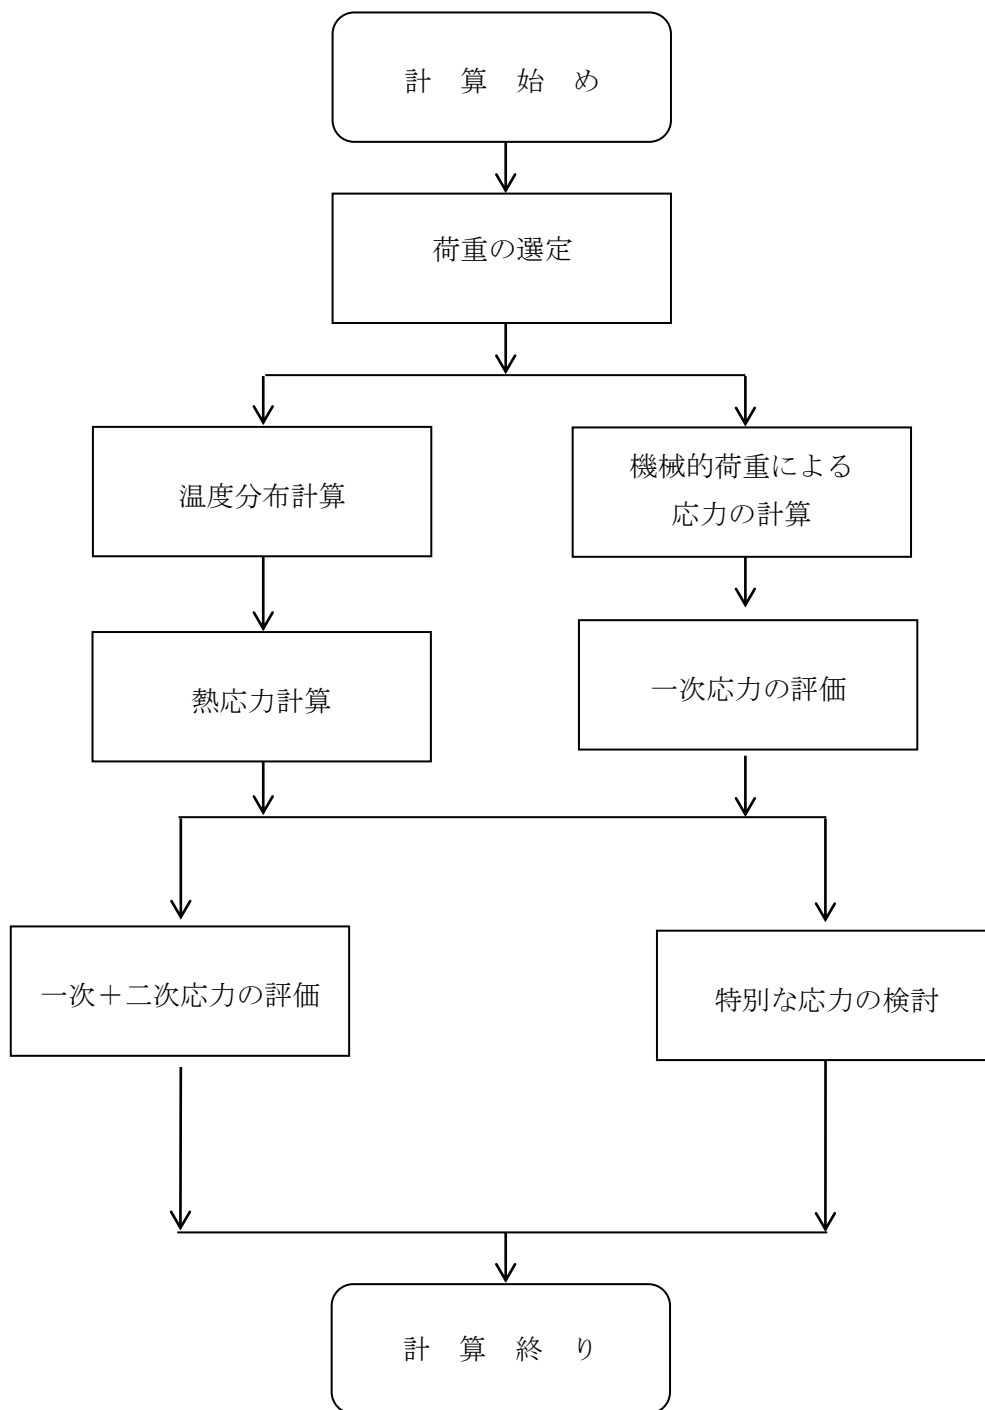 計 算 始 め
荷重の選定
温度分布計算
機械的荷重による
応力の計算
熱応力計算
一次応力の評価
一次＋二次応力の評価
特別な応力の検討
計 算 終 り